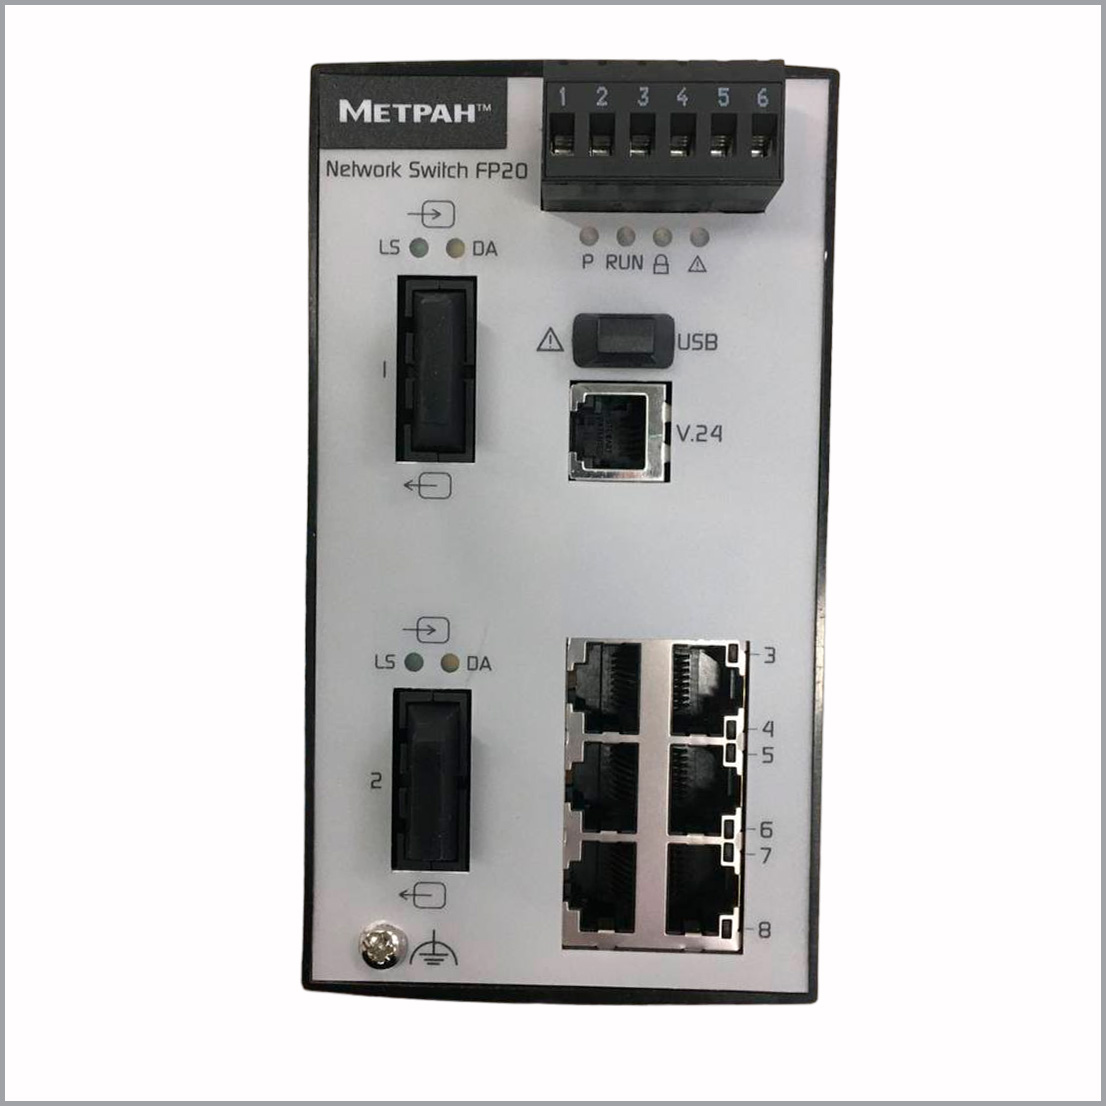 METPAH™
1 2 3 4 5 6
Network Switch FP20
LS DA
P RUN
1
USB
V.24
LS DA
2
3
4
5
6
7
8